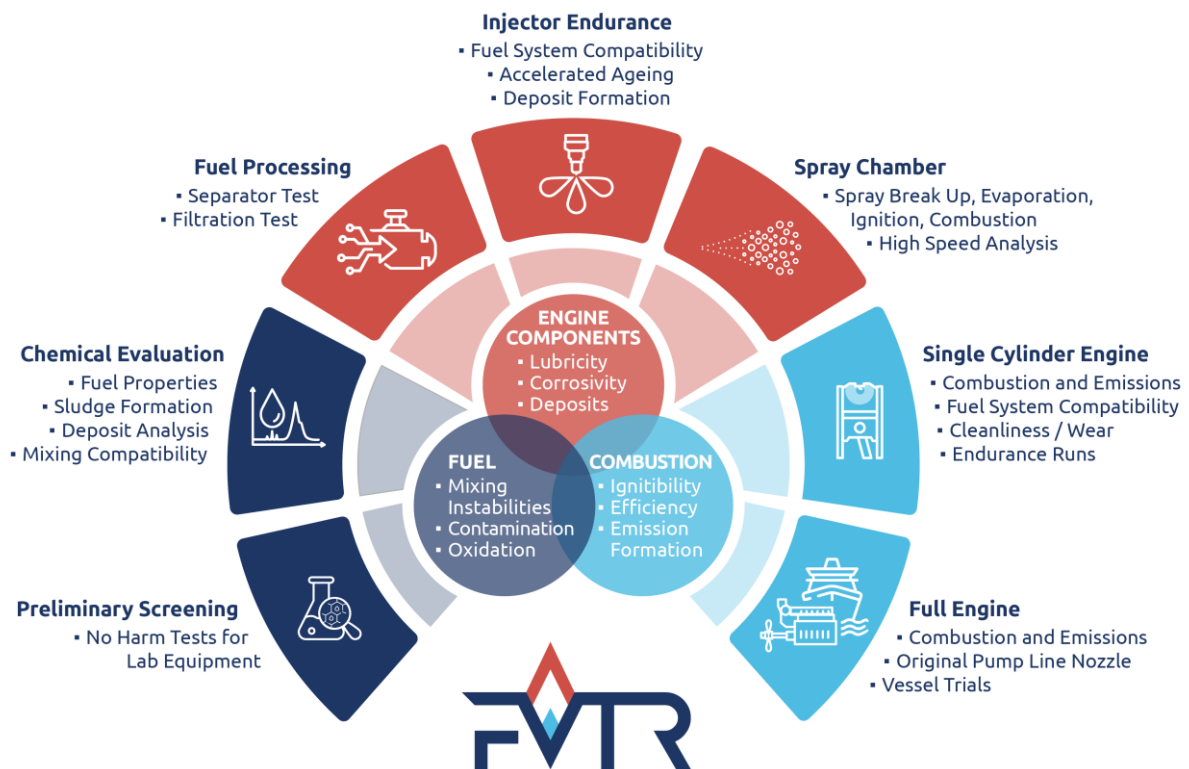 Injector Endurance
▪ Fuel System Compatibility
▪ Accelerated Ageing
▪ Deposit Formation
Fuel Processing
▪ Separator Test
▪ Filtration Test
Spray Chamber
▪ Spray Break Up, Evaporation,
Ignition, Combustion
▪ High Speed Analysis
Chemical Evaluation
▪ Fuel Properties
▪ Sludge Formation
▪ Deposit Analysis
▪ Mixing Compatibility
Single Cylinder Engine
▪ Combustion and Emissions
▪ Fuel System Compatibility
▪ Cleanliness / Wear
▪ Endurance Runs
Preliminary Screening
▪ No Harm Tests for
Lab Equipment
Full Engine
▪ Combustion and Emissions
▪ Original Pump Line Nozzle
▪ Vessel Trials
ENGINE
COMPONENTS
▪ Lubricity
▪ Corrosivity
▪ Deposits
FUEL
▪ Mixing
Instabilities
▪ Contamination
▪ Oxidation
COMBUSTION
▪ Ignitibility
▪ Efficiency
▪ Emission
Formation
FVTR